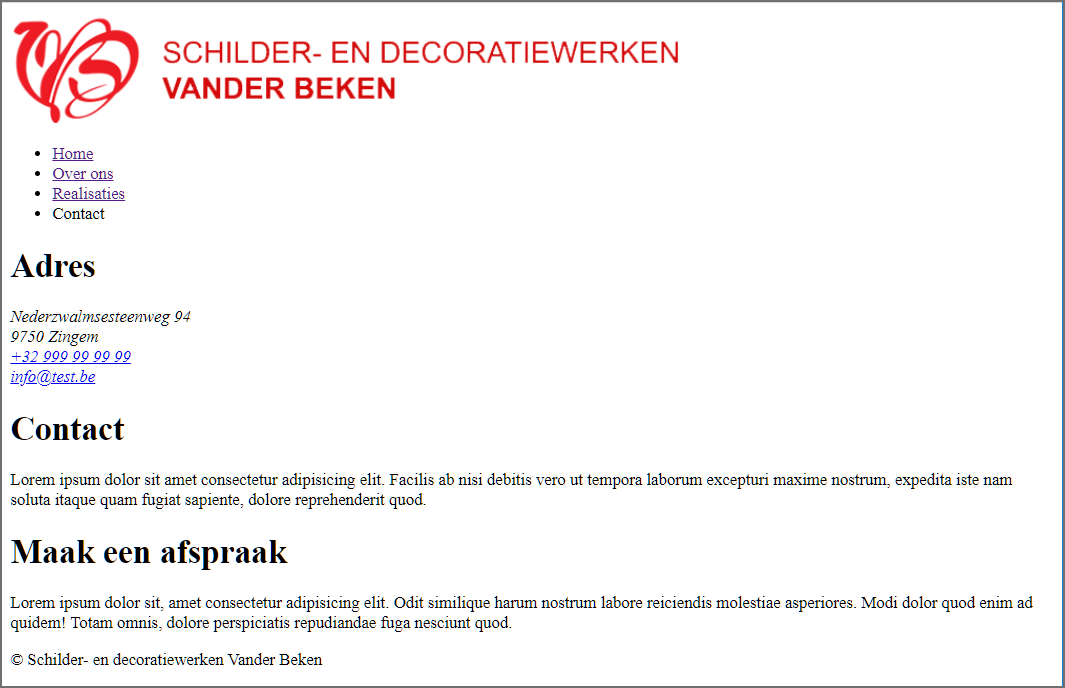 SCHILDER- EN DECORATIEWERKEN
VANDER BEKEN
Home
Over ons
Realisaties
Contact
Adres
Nederzwalmsesteenweg 94
9750 Zingem
+32 999 99 99 99
info@test.be
Contact
Lorem ipsum dolor sit amet consectetur adipisicing elit. Facilis ab nisi debitis vero ut tempora laborum excepturi maxime nostrum, expedita iste nam
soluta itaque quam fugiat sapiente, dolore reprehenderit quod.
Maak een afspraak
Lorem ipsum dolor sit, amet consectetur adipisicing elit. Odit similique harum nostrum labore reiciendis molestiae asperiores. Modi dolor quod enim ad
quidem! Totam omnis, dolore perspiciatis repudiandae fuga nesciunt quod.
© Schilder- en decoratiewerken Vander Beken